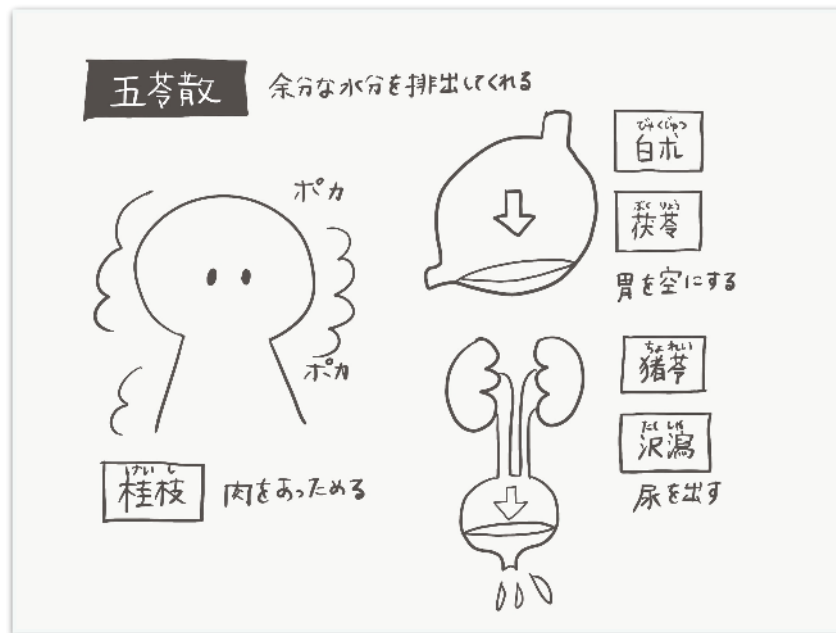 五苓散
余分な水分を排出してくれる
ポカ
ポカ
けいし
桂枝
肉をあっためる
びゃくじゅつ
白朮
ぶくりょう
茯苓
胃を空にする
ちょれい
猪苓
たくしゃ
沢瀉
尿を出す